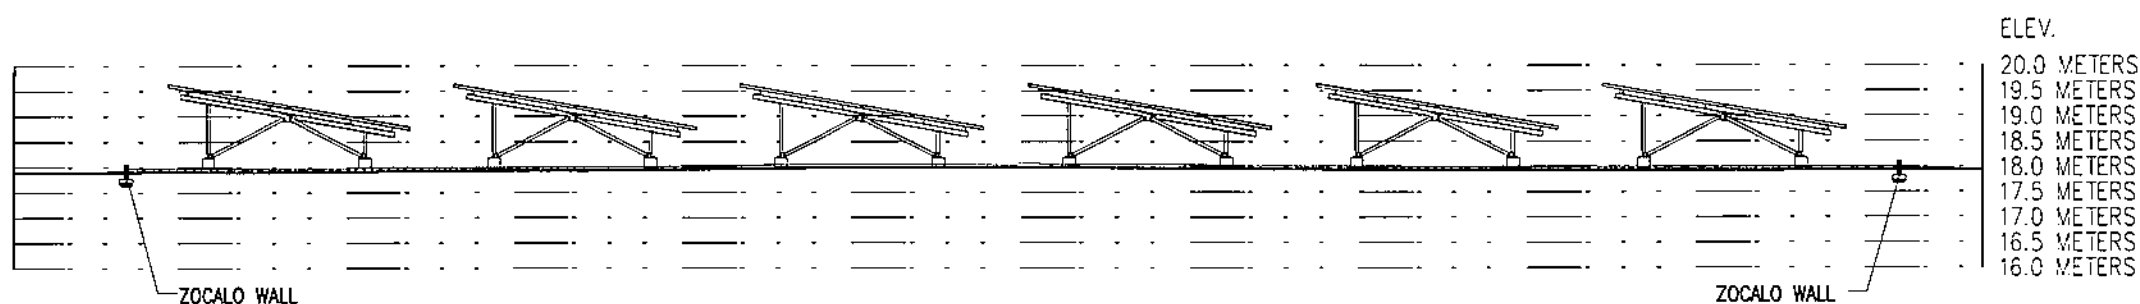 ELEV.
20.0 METERS
19.5 METERS
19.0 METERS
18.5 METERS
18.0 METERS
17.5 METERS
17.0 METERS
16.5 METERS
16.0 METERS
ZOCALO WALL
ZOCALO WALL